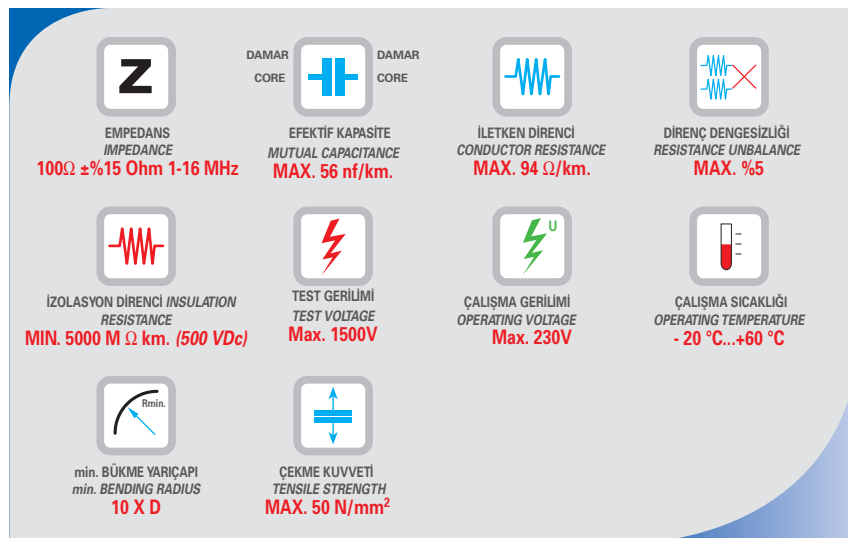 Z
EMPEDANS
IMPEDANCE
100Ω ±%15 Ohm 1-16 MHz
DAMAR DAMAR
CORE CORE
EFEKTİF KAPASİTE
MUTUAL CAPACITANCE
MAX. 56 nf/km.
İLETKEN DİRENCİ
CONDUCTOR RESISTANCE
MAX. 94 Ω/km.
DİRENÇ DENGESİZLİĞİ
RESISTANCE UNBALANCE
MAX. %5
İZOLASYON DİRENCİ INSULATION
RESISTANCE
MIN. 5000 M Ω km. (500 VDc)
TEST GERİLİMİ
TEST VOLTAGE
Max. 1500V
U
ÇALIŞMA GERİLİMİ
OPERATING VOLTAGE
Max. 230V
ÇALIŞMA SICAKLIĞI
OPERATING TEMPERATURE
- 20 °C...+60 °C
Rmin.
min. BÜKME YARIÇAPI
min. BENDING RADIUS
10 X D
ÇEKME KUVVETİ
TENSILE STRENGTH
MAX. 50 N/mm²